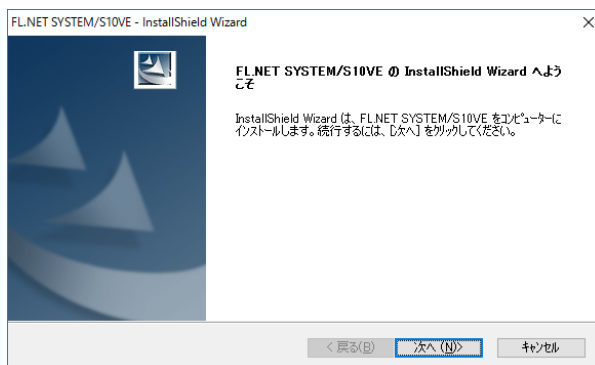 FL.NET SYSTEM/S10VE - InstallShield Wizard
FL.NET SYSTEM/S10VE の InstallShield Wizard へよう
こそ
InstallShield Wizard は、FL.NET SYSTEM/S10VE をコンピューターに
インストールします。続行するには、[次へ] をクリックしてください。
< 戻る(B)
次へ (N)>
キャンセル